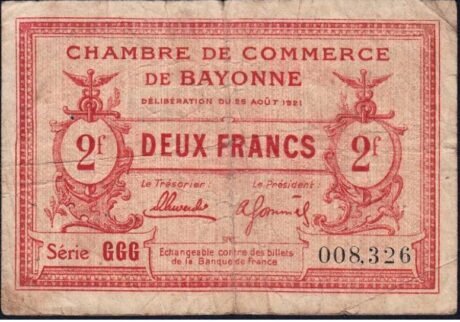 CHAMBRE DE COMMERCE
DE BAYONNE
DÉLIBÉRATION DU 25 AOÛT 1921
2f DEUX FRANCS 2f
Le Trésorier: Le Président:
Série GGG Echangeable contre des billets 008,326
de la Banque de France